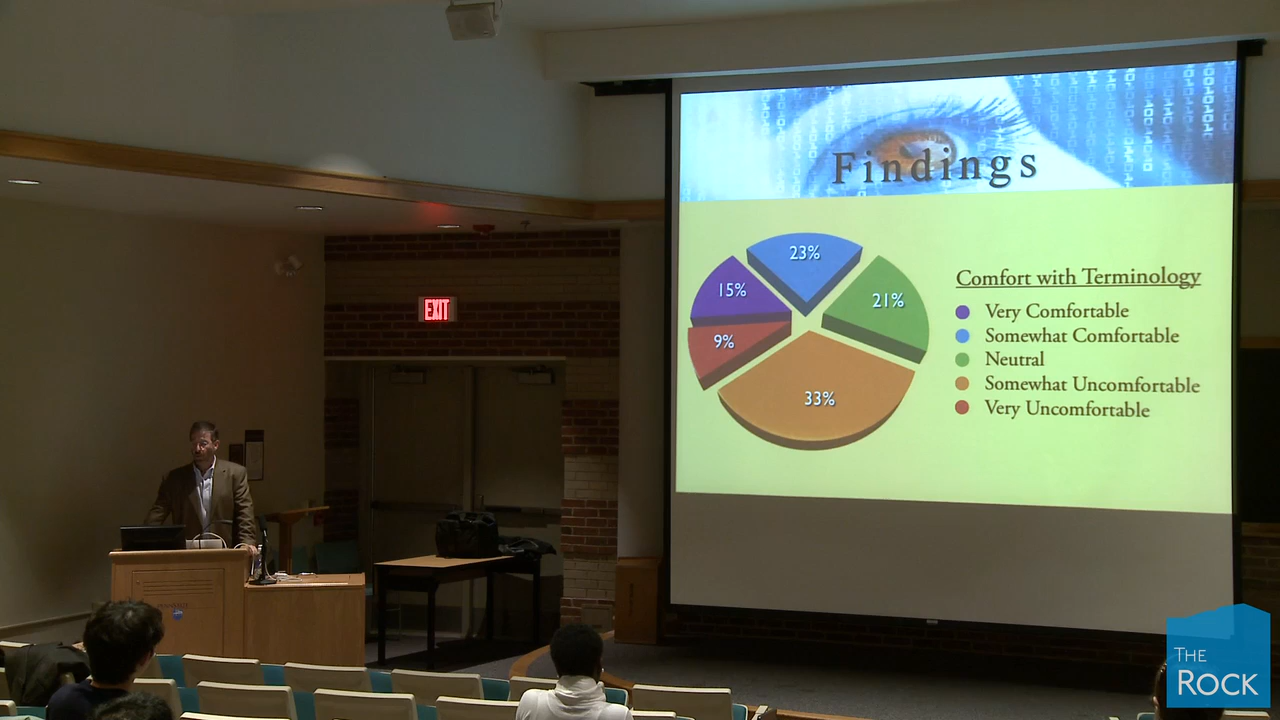 Findings
23%
15%
21%
9%
33%
Comfort with Terminology
Very Comfortable
Somewhat Comfortable
Neutral
Somewhat Uncomfortable
Very Uncomfortable
EXIT
THE
ROCK